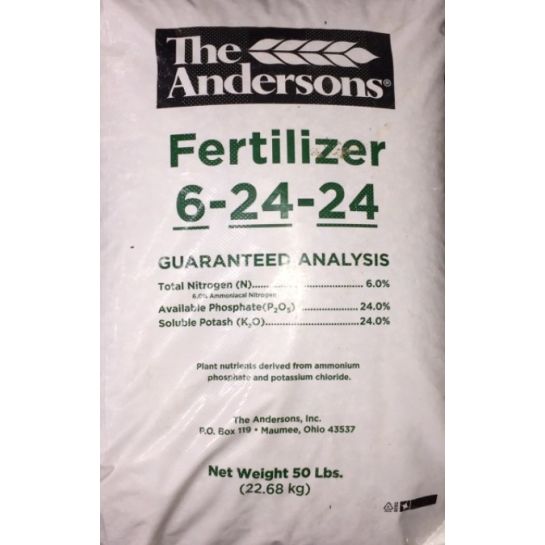 The
Andersons®
Fertilizer
6-24-24
GUARANTEED ANALYSIS
Total Nitrogen (N)..............................6.0%
6.0% Ammoniacal Nitrogen
Available Phosphate(P₂O₅)...............24.0%
Soluble Potash (K₂O).........................24.0%
Plant nutrients derived from ammonium
phosphate and potassium chloride.
The Andersons, Inc.
P.O. Box 119 • Maumee, Ohio 43537
Net Weight 50 Lbs.
(22.68 kg)